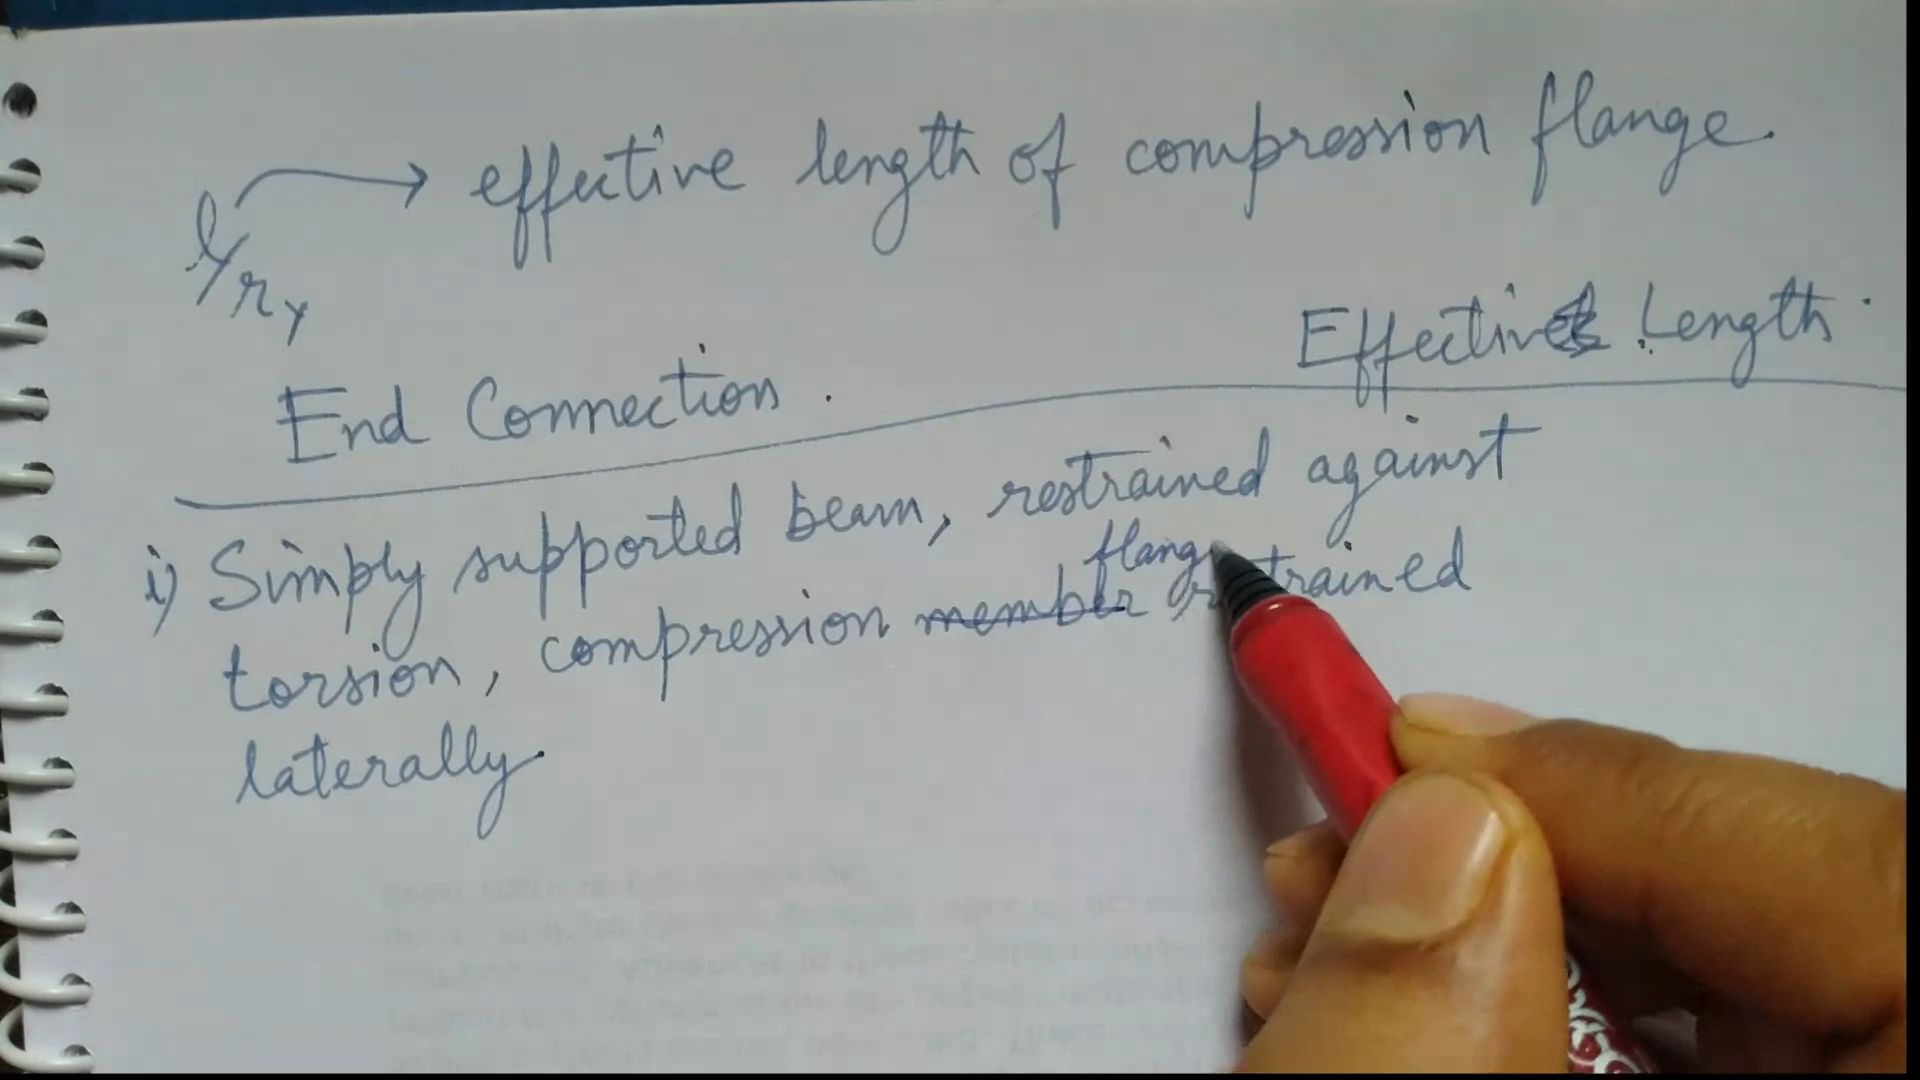 l/ry → effective length of compression flange.
End Connection. Effective Length.
i) Simply supported beam, restrained against
flang
torsion, compression member restrained
laterally.